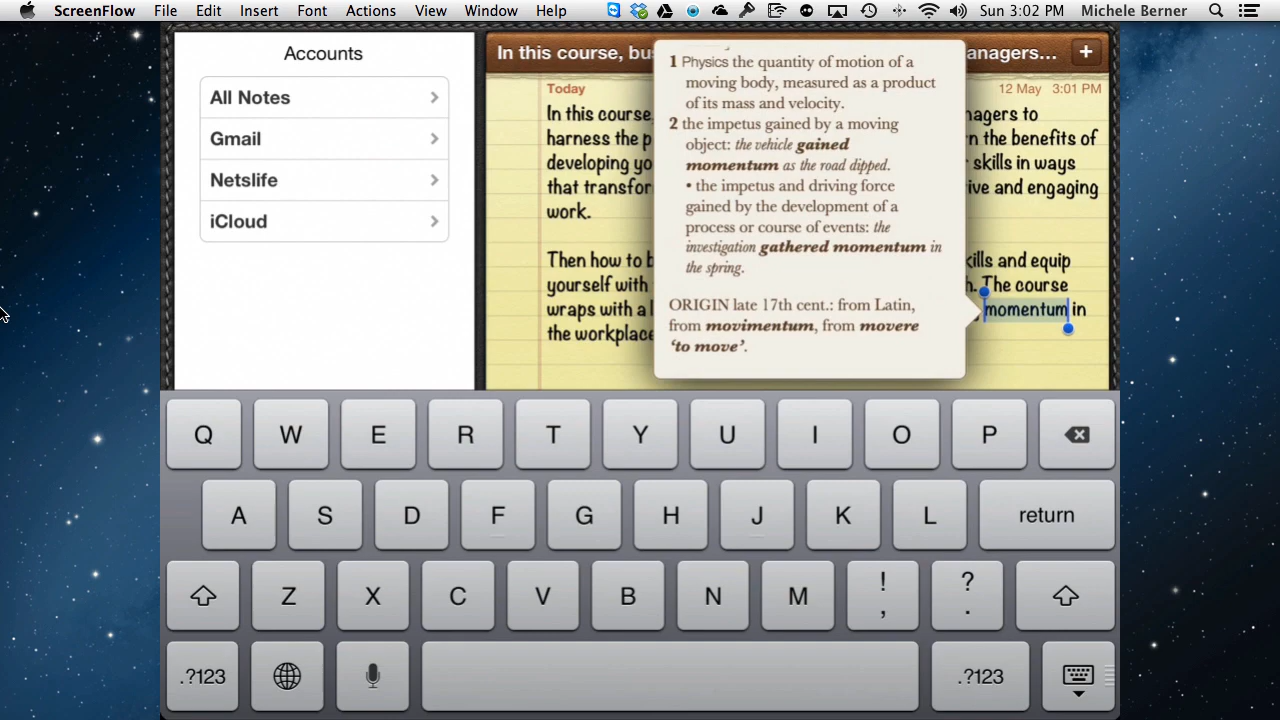 ScreenFlow File Edit Insert Font Actions View Window Help Sun 3:02 PM Michele Berner
Accounts
All Notes
Gmail
Netslife
iCloud
In this course, bus
anagers...
+
Today
12 May 3:01 PM
In this course,
nagers to
harness the p
n the benefits of
developing yo
r skills in ways
that transfor
ive and engaging
work.
Then how to b
kills and equip
yourself with
h. The course
wraps with a l
momentum in
the workplace
1 Physics the quantity of motion of a
moving body, measured as a product
of its mass and velocity.
2 the impetus gained by a moving
object: the vehicle gained
momentum as the road dipped.
• the impetus and driving force
gained by the development of a
process or course of events: the
investigation gathered momentum in
the spring.
ORIGIN late 17th cent.: from Latin,
from movimentum, from movere
‘to move’.
Q W E R T Y U I O P
A S D F G H J K L return
Z X C V B N M ! , ? .
.?123 .?123